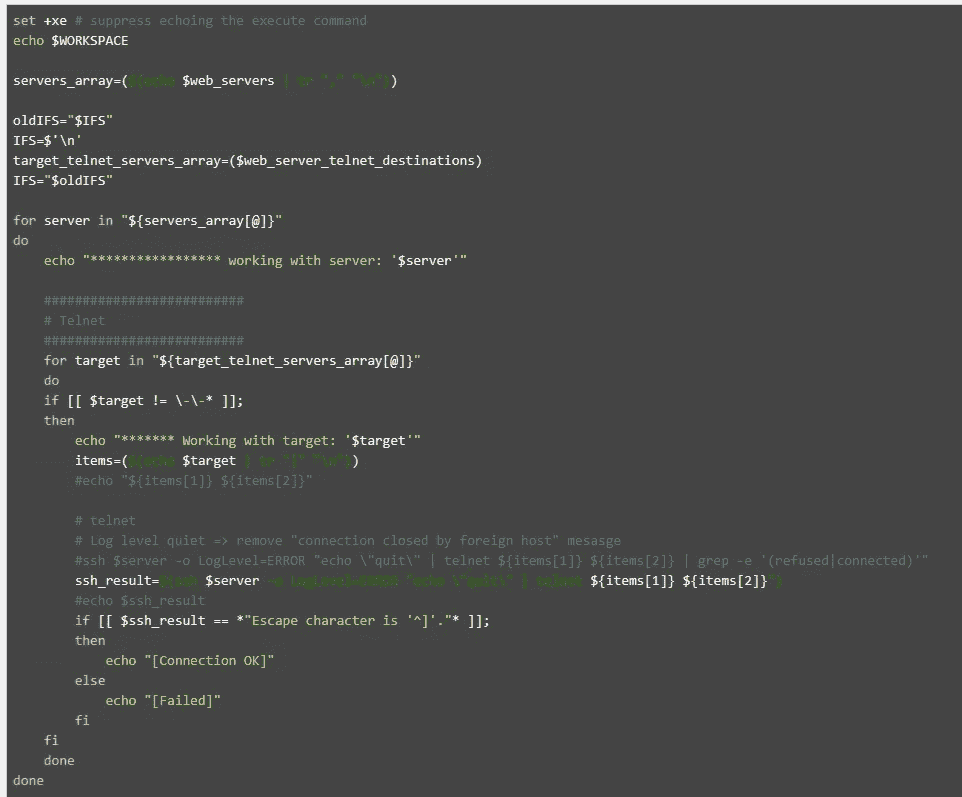 set +xe # suppress echoing the execute command
echo $WORKSPACE
servers_array=($(echo $web_servers | tr "," "\n"))
oldIFS="$IFS"
IFS=$'\n'
target_telnet_servers_array=($web_server_telnet_destinations)
IFS="$oldIFS"
for server in "${servers_array[@]}"
do
echo "***************** working with server: '$server'"
##########################
# Telnet
##########################
for target in "${target_telnet_servers_array[@]}"
do
if [[ $target != \-\-* ]];
then
echo "******* Working with target: '$target'"
items=($(echo $target | tr "|" "\n"))
#echo "${items[1]} ${items[2]}"
# telnet
# Log level quiet => remove "connection closed by foreign host" mesasge
#ssh $server -o LogLevel=ERROR "echo \"quit\" | telnet ${items[1]} ${items[2]} | grep -e '(refused|connected)'"
ssh_result=$(ssh $server -o LogLevel=ERROR "echo \"quit\" | telnet ${items[1]} ${items[2]}")
#echo $ssh_result
if [[ $ssh_result == *"Escape character is '^]'."* ]];
then
echo "[Connection OK]"
else
echo "[Failed]"
fi
fi
done
done